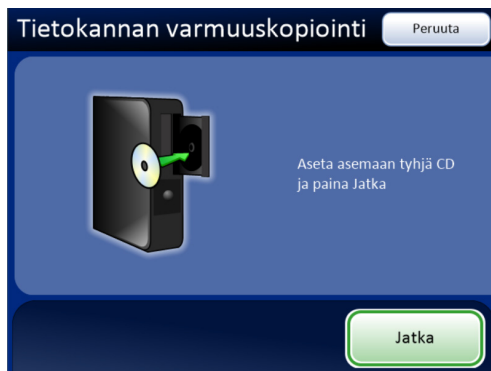 Tietokannan varmuuskopiointi
Peruuta
Aseta asemaan tyhjä CD
ja paina Jatka
Jatka